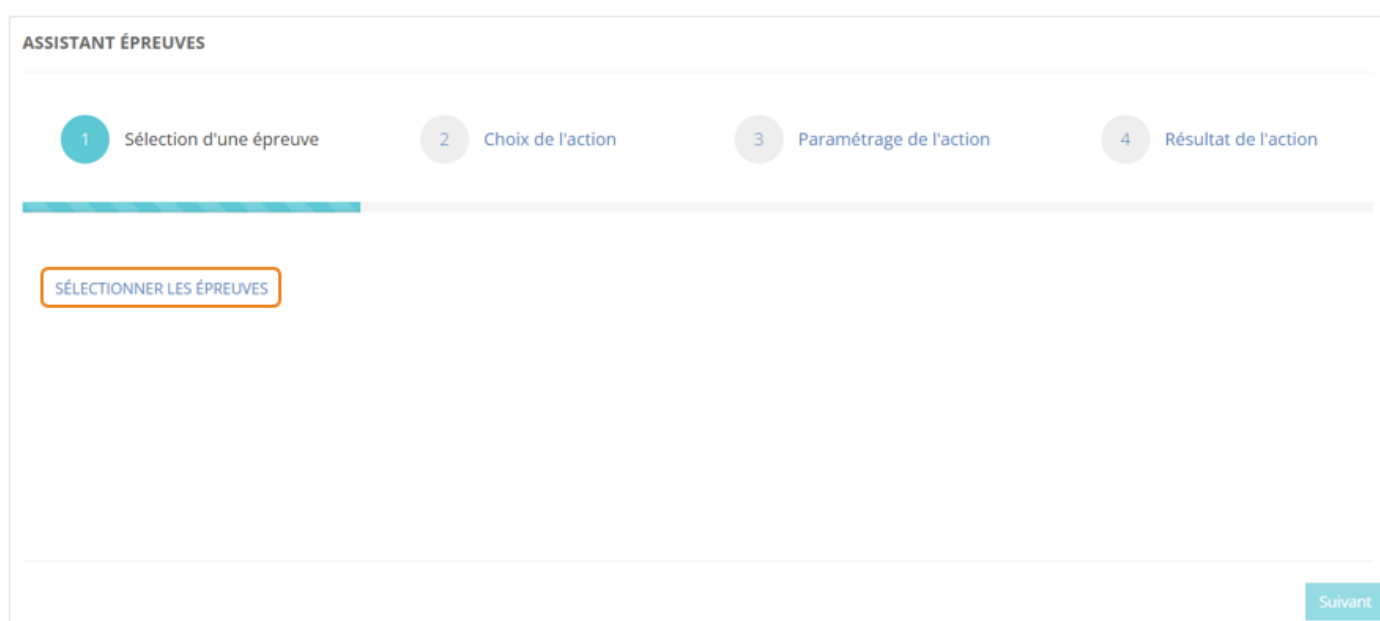 ASSISTANT ÉPREUVES
1 Sélection d'une épreuve 2 Choix de l'action 3 Paramétrage de l'action 4 Résultat de l'action
SÉLECTIONNER LES ÉPREUVES
Suivant